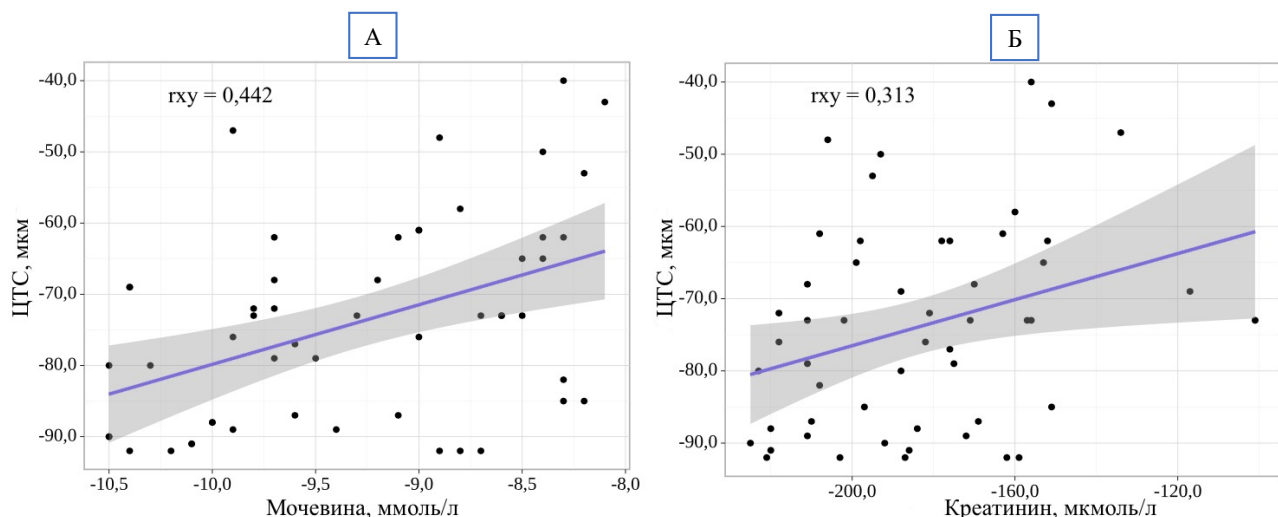 А
rxy = 0,442
ЦТС, мкм
-40,0
-50,0
-60,0
-70,0
-80,0
-90,0
-10,5 -10,0 -9,5 -9,0 -8,5 -8,0
Мочевина, ммоль/л
Б
rxy = 0,313
ЦТС, мкм
-40,0
-50,0
-60,0
-70,0
-80,0
-90,0
-200,0 -160,0 -120,0
Креатинин, мкмоль/л